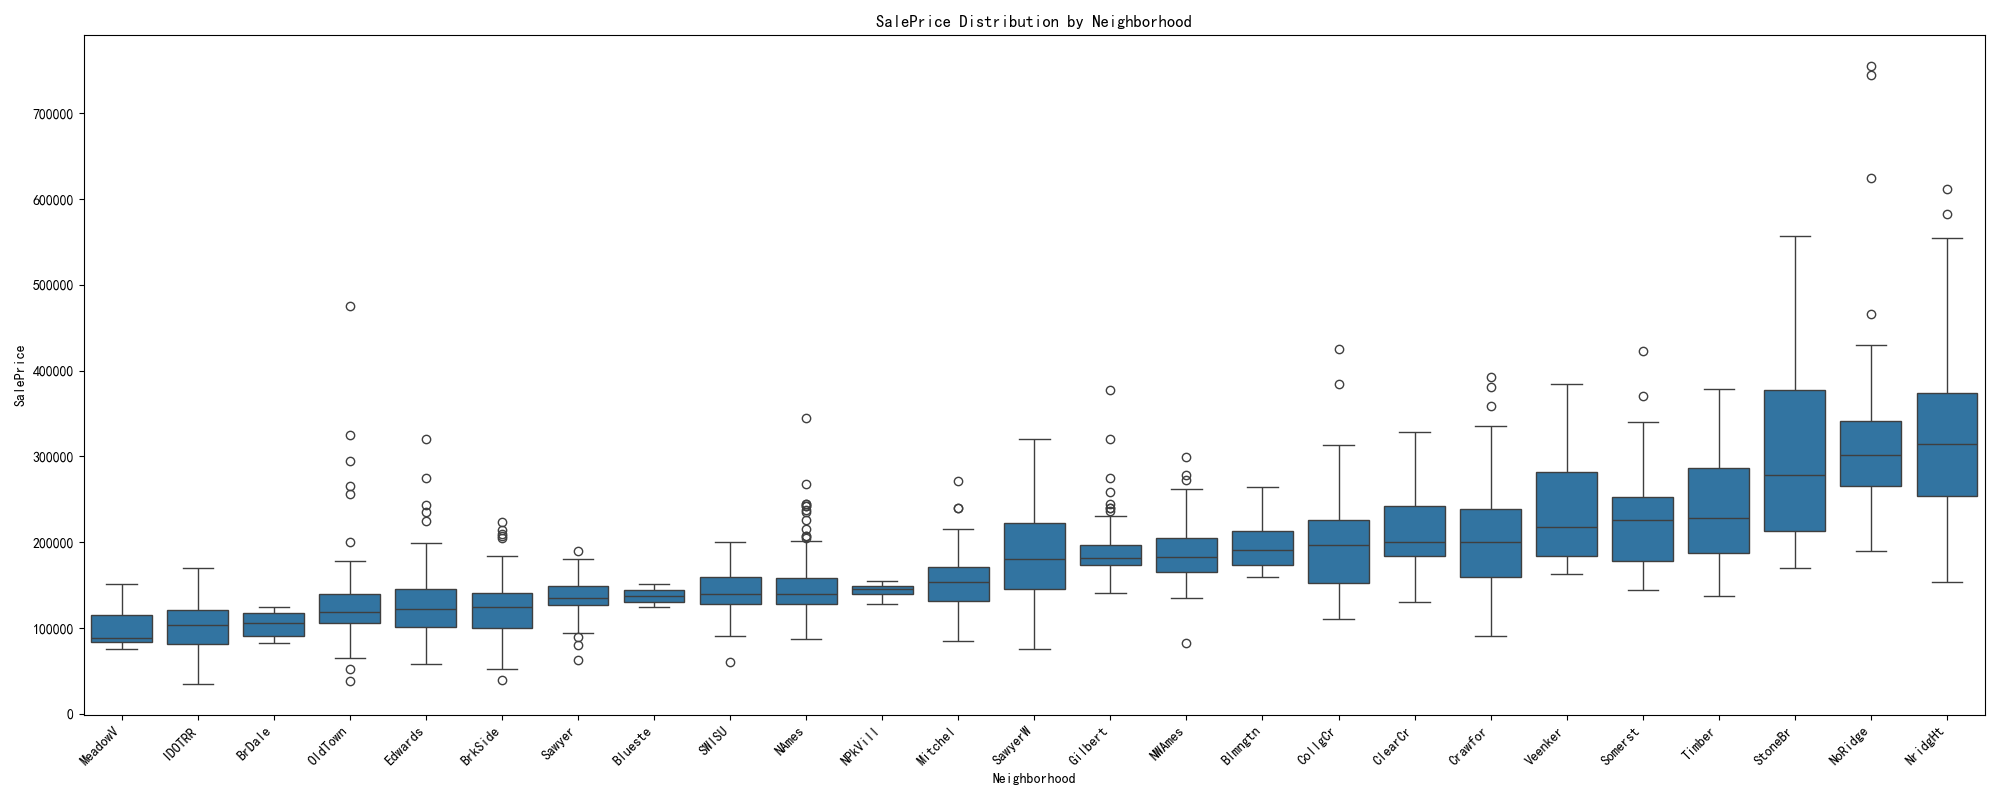 SalePrice Distribution by Neighborhood
SalePrice
700000
600000
500000
400000
300000
200000
100000
0
MeadowV
IDOTRR
BrDale
OldTown
Edwards
BrkSide
Sawyer
Blueste
SWISU
NAmes
NPkVill
Mitchel
SawyerW
Gilbert
NWAmes
Blmngtn
CollgCr
ClearCr
Crawfor
Veenker
Somerst
Timber
StoneBr
NoRidge
NridgHt
Neighborhood